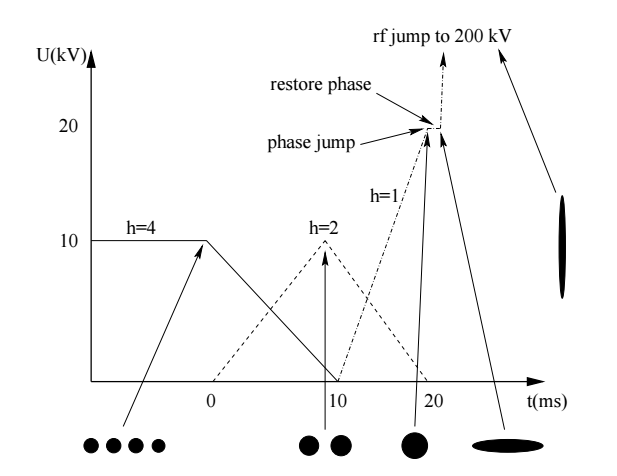 rf jump to 200 kV
U(kV)
restore phase
20
phase jump
h=1
h=4
h=2
10
0
10
20
t(ms)